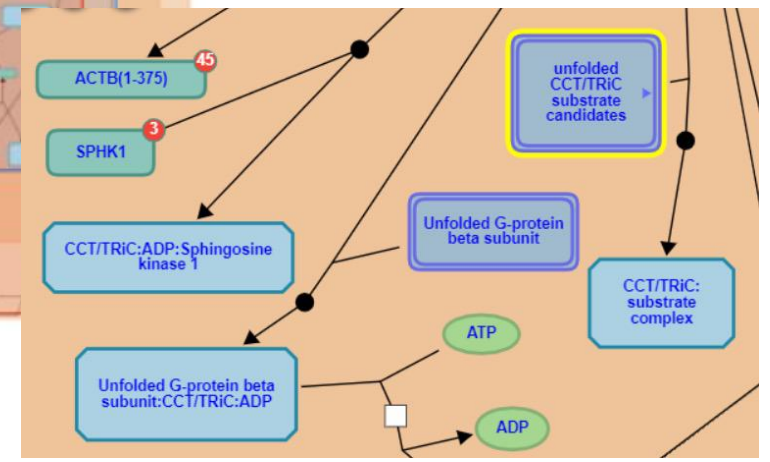 45
ACTB(1-375)
3
SPHK1
unfolded
CCT/TRiC
substrate
candidates
Unfolded G-protein
beta subunit
CCT/TRiC:ADP:Sphingosine
kinase 1
CCT/TRiC:
substrate
complex
ATP
Unfolded G-protein beta
subunit:CCT/TRiC:ADP
ADP